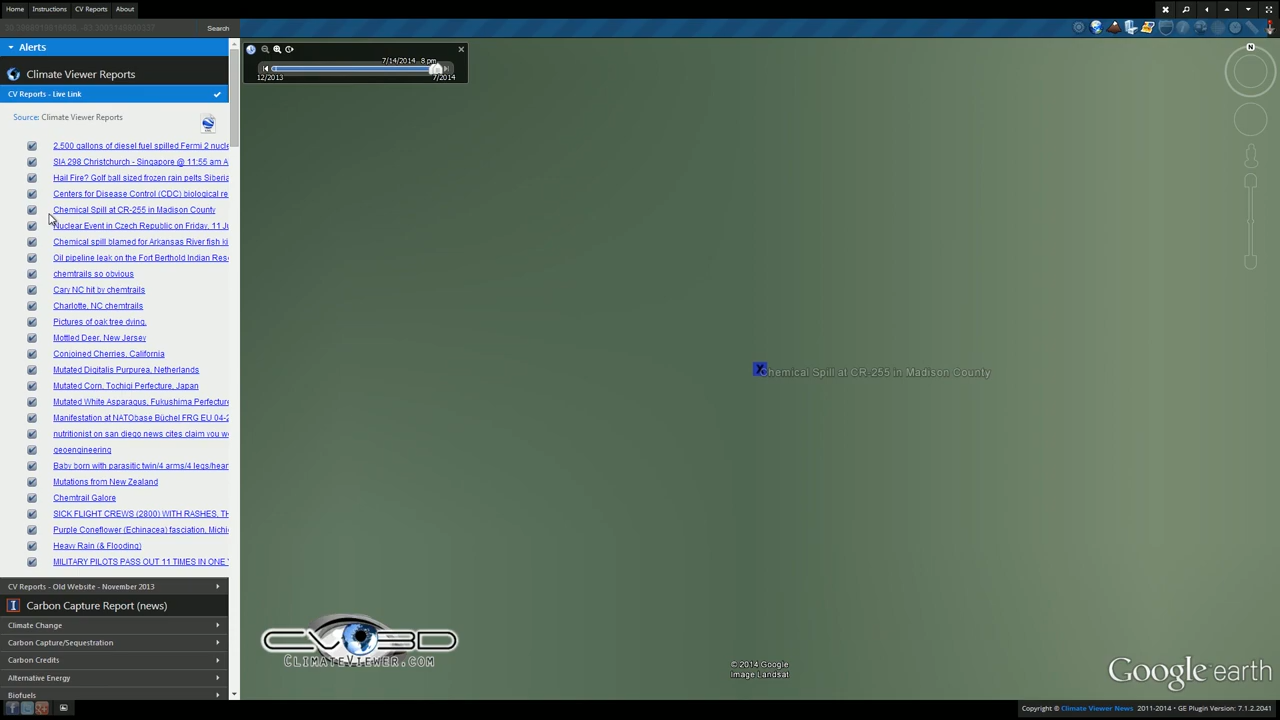 Home Instructions CV Reports About
Search
Alerts
Climate Viewer Reports
CV Reports - Live Link
Source: Climate Viewer Reports
2,500 gallons of diesel fuel spilled Fermi 2 nucle
SIA 298 Christchurch - Singapore @ 11:55 am A
Hail Fire? Golf ball sized frozen rain pelts Siberia
Centers for Disease Control (CDC) biological re
Chemical Spill at CR-255 in Madison County
Nuclear Event in Czech Republic on Friday, 11 Ju
Chemical spill blamed for Arkansas River fish ki
Oil pipeline leak on the Fort Berthold Indian Rese
chemtrails so obvious
Cary NC hit by chemtrails
Charlotte, NC chemtrails
Pictures of oak tree dying.
Mottled Deer, New Jersey
Conjoined Cherries, California
Mutated Digitalis Purpurea, Netherlands
Mutated Corn, Tochigi Perfecture, Japan
Mutated White Asparagus, Fukushima Perfecture
Manifestation at NATObase Büchel FRG EU 04-2
nutritionist on san diego news cites claim you we
geoengineering
Baby born with parasitic twin/4 arms/4 legs/hear
Mutations from New Zealand
Chemtrail Galore
SICK FLIGHT CREWS (2800) WITH RASHES, TH
Purple Coneflower (Echinacea) fasciation, Michi
Heavy Rain (& Flooding)
MILITARY PILOTS PASS OUT 11 TIMES IN ONE
CV Reports - Old Website - November 2013
Carbon Capture Report (news)
Climate Change
Carbon Capture/Sequestration
Carbon Credits
Alternative Energy
Biofuels
7/14/2014 8 pm
12/2013 7/2014
N
Chemical Spill at CR-255 in Madison County
CV3D
CLIMATEVIEWER.COM
© 2014 Google
Image Landsat
Google earth
Copyright © Climate Viewer News 2011-2014 • GE Plugin Version: 7.1.2.2041